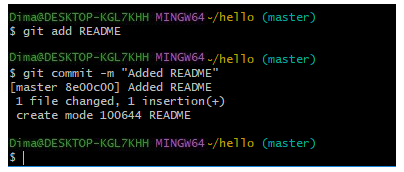 Dima@DESKTOP-KGL7KHH MINGW64 ~/hello (master)
$ git add README
Dima@DESKTOP-KGL7KHH MINGW64 ~/hello (master)
$ git commit -m "Added README"
[master 8e00c00] Added README
1 file changed, 1 insertion(+)
create mode 100644 README
Dima@DESKTOP-KGL7KHH MINGW64 ~/hello (master)
$